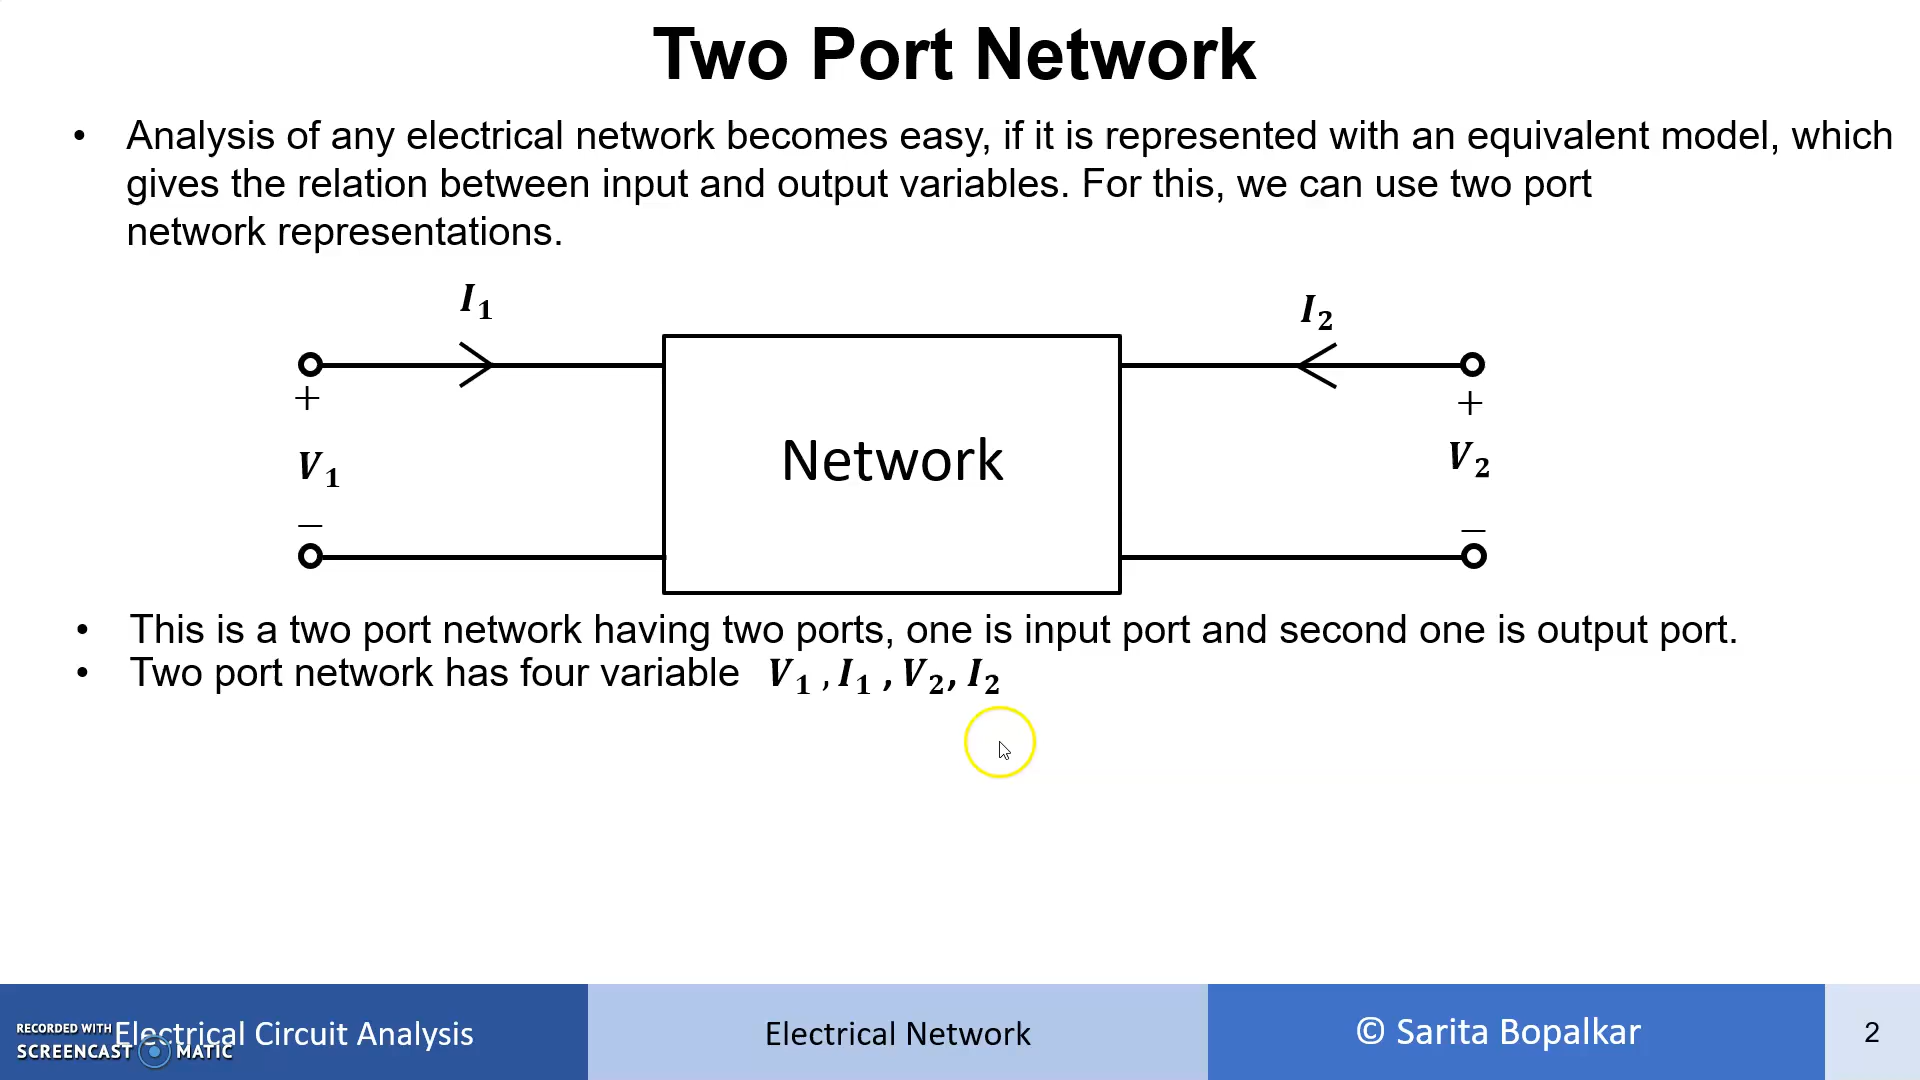 Two Port Network
• Analysis of any electrical network becomes easy, if it is represented with an equivalent model, which
gives the relation between input and output variables. For this, we can use two port
network representations.
I₁
I₂
+
+
V₁
Network
V₂
−
−
• This is a two port network having two ports, one is input port and second one is output port.
• Two port network has four variable V₁ , I₁ , V₂, I₂
Electrical Circuit Analysis
Electrical Network
© Sarita Bopalkar
2
RECORDED WITH
SCREENCAST MATIC